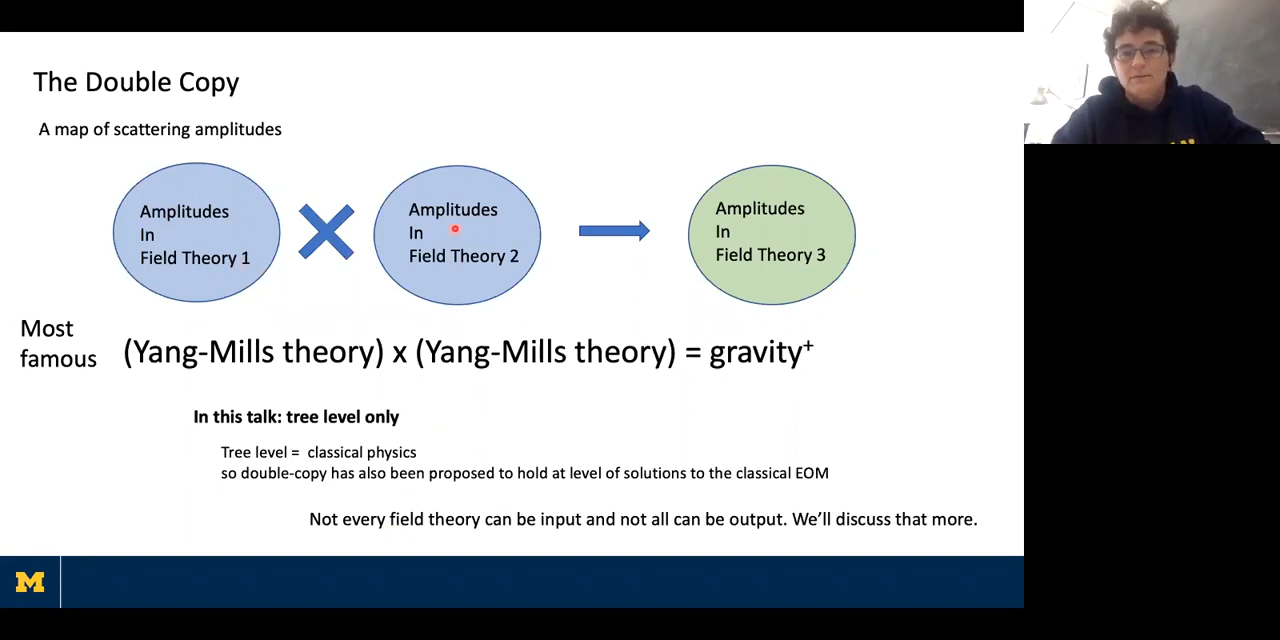 The Double Copy
A map of scattering amplitudes
Amplitudes
In
Field Theory 1
Amplitudes
In
Field Theory 2
Amplitudes
In
Field Theory 3
Most
famous
(Yang-Mills theory) x (Yang-Mills theory) = gravity⁺
In this talk: tree level only
Tree level = classical physics
so double-copy has also been proposed to hold at level of solutions to the classical EOM
Not every field theory can be input and not all can be output. We'll discuss that more.
M